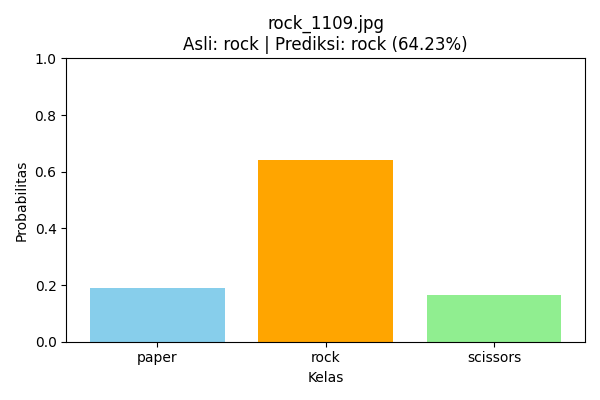 rock_1109.jpg
Asli: rock | Prediksi: rock (64.23%)
1.0
0.8
0.6
0.4
0.2
0.0
Probabilitas
paper
rock
scissors
Kelas